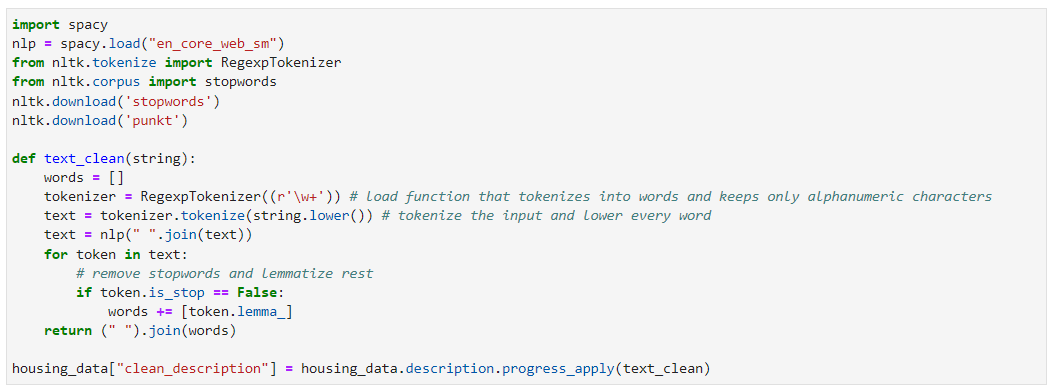 import spacy
nlp = spacy.load("en_core_web_sm")
from nltk.tokenize import RegexpTokenizer
from nltk.corpus import stopwords
nltk.download('stopwords')
nltk.download('punkt')

def text_clean(string):
    words = []
    tokenizer = RegexpTokenizer((r'\w+')) # load function that tokenizes into words and keeps only alphanumeric characters
    text = tokenizer.tokenize(string.lower()) # tokenize the input and lower every word
    text = nlp(" ".join(text))
    for token in text:
        # remove stopwords and lemmatize rest
        if token.is_stop == False:
            words += [token.lemma_]
    return (" ").join(words)

housing_data["clean_description"] = housing_data.description.progress_apply(text_clean)